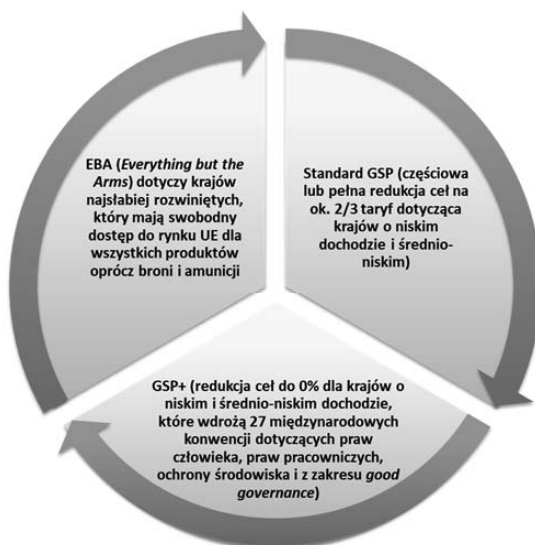 EBA (Everything but the
Arms) dotyczy krajów
najsłabiej rozwiniętych,
który mają swobodny
dostęp do rynku UE dla
wszystkich produktów
oprócz broni i amunicji
Standard GSP (częściowa
lub pełna redukcja ceł na
ok. 2/3 taryf dotycząca
krajów o niskim
dochodzie i średnio-
niskim)
GSP+ (redukcja ceł do 0% dla krajów o
niskim i średnio-niskim dochodzie,
które wdrożą 27 międzynarodowych
konwencji dotyczących praw
człowieka, praw pracowniczych,
ochrony środowiska i z zakresu good
governance)